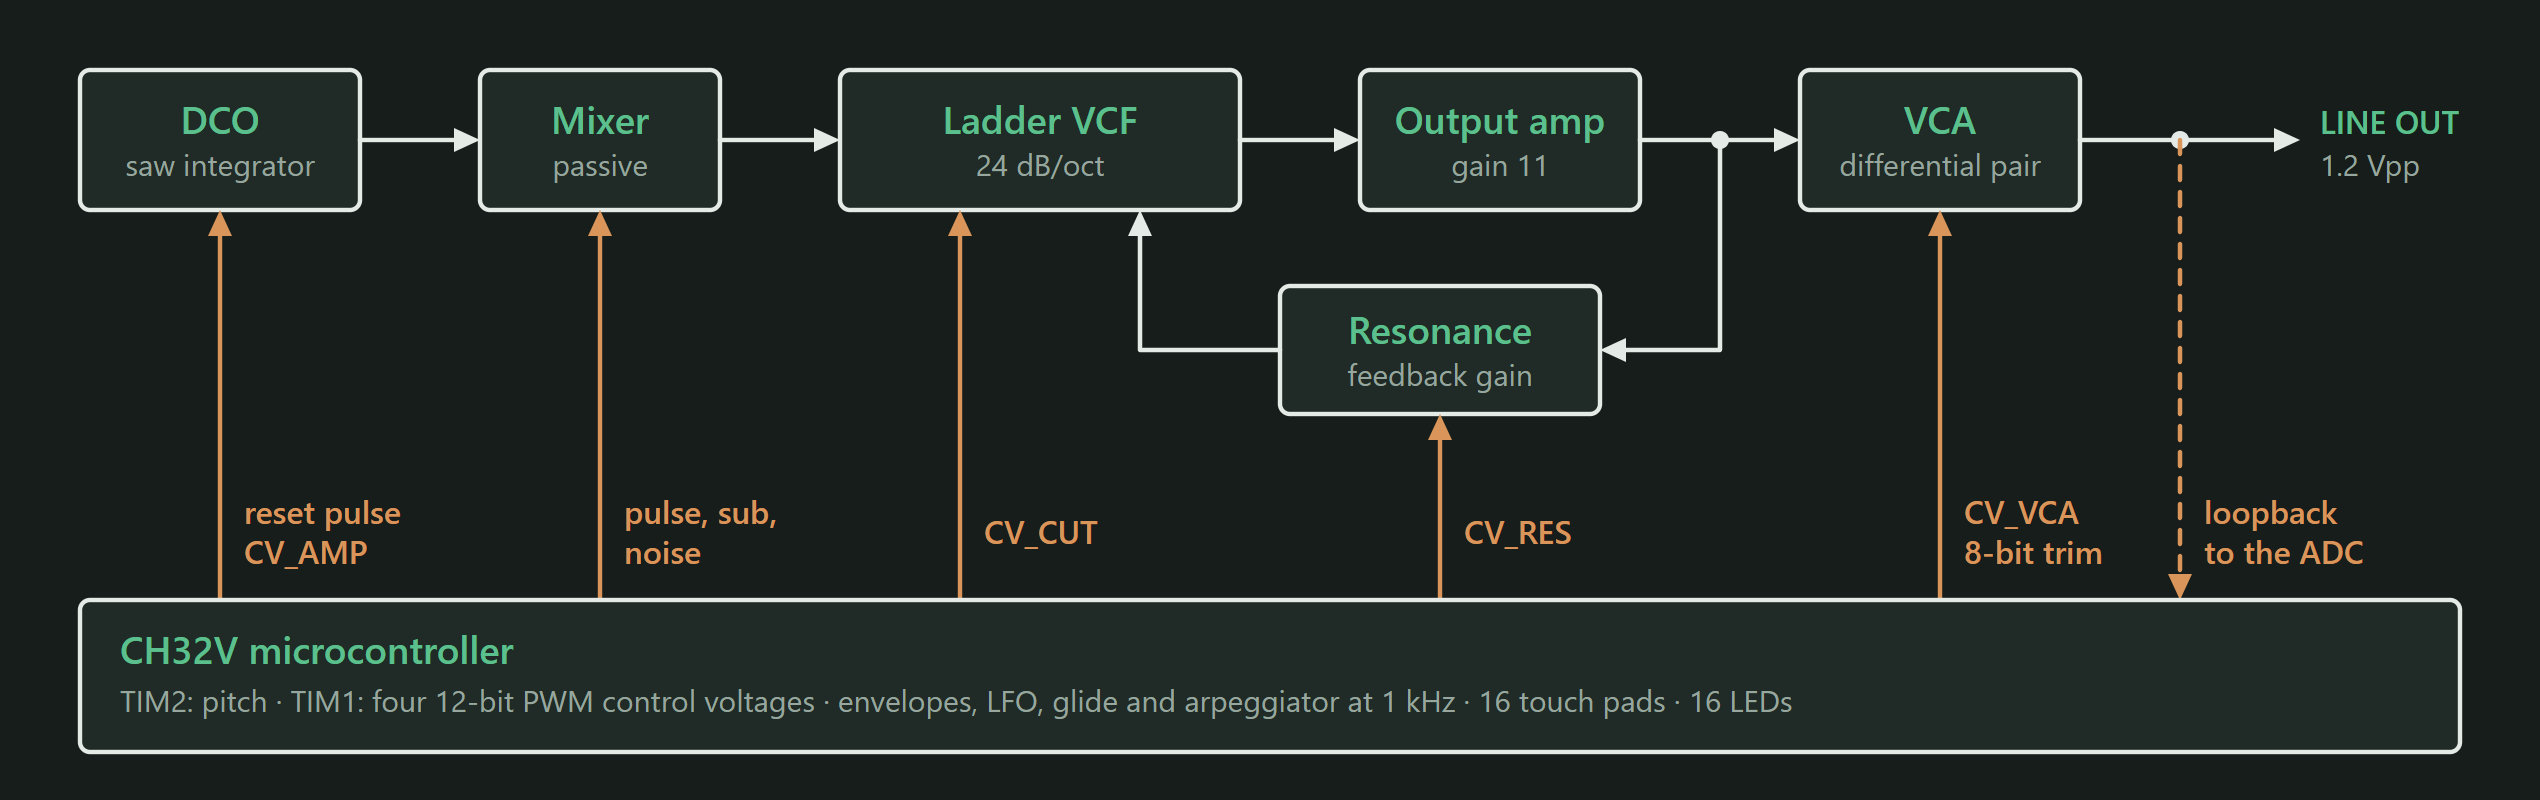 DCO
saw integrator
Mixer
passive
Ladder VCF
24 dB/oct
Output amp
gain 11
VCA
differential pair
LINE OUT
1.2 Vpp
Resonance
feedback gain
reset pulse
CV_AMP
pulse, sub,
noise
CV_CUT
CV_RES
CV_VCA
8-bit trim
loopback
to the ADC
CH32V microcontroller
TIM2: pitch · TIM1: four 12-bit PWM control voltages · envelopes, LFO, glide and arpeggiator at 1 kHz · 16 touch pads · 16 LEDs